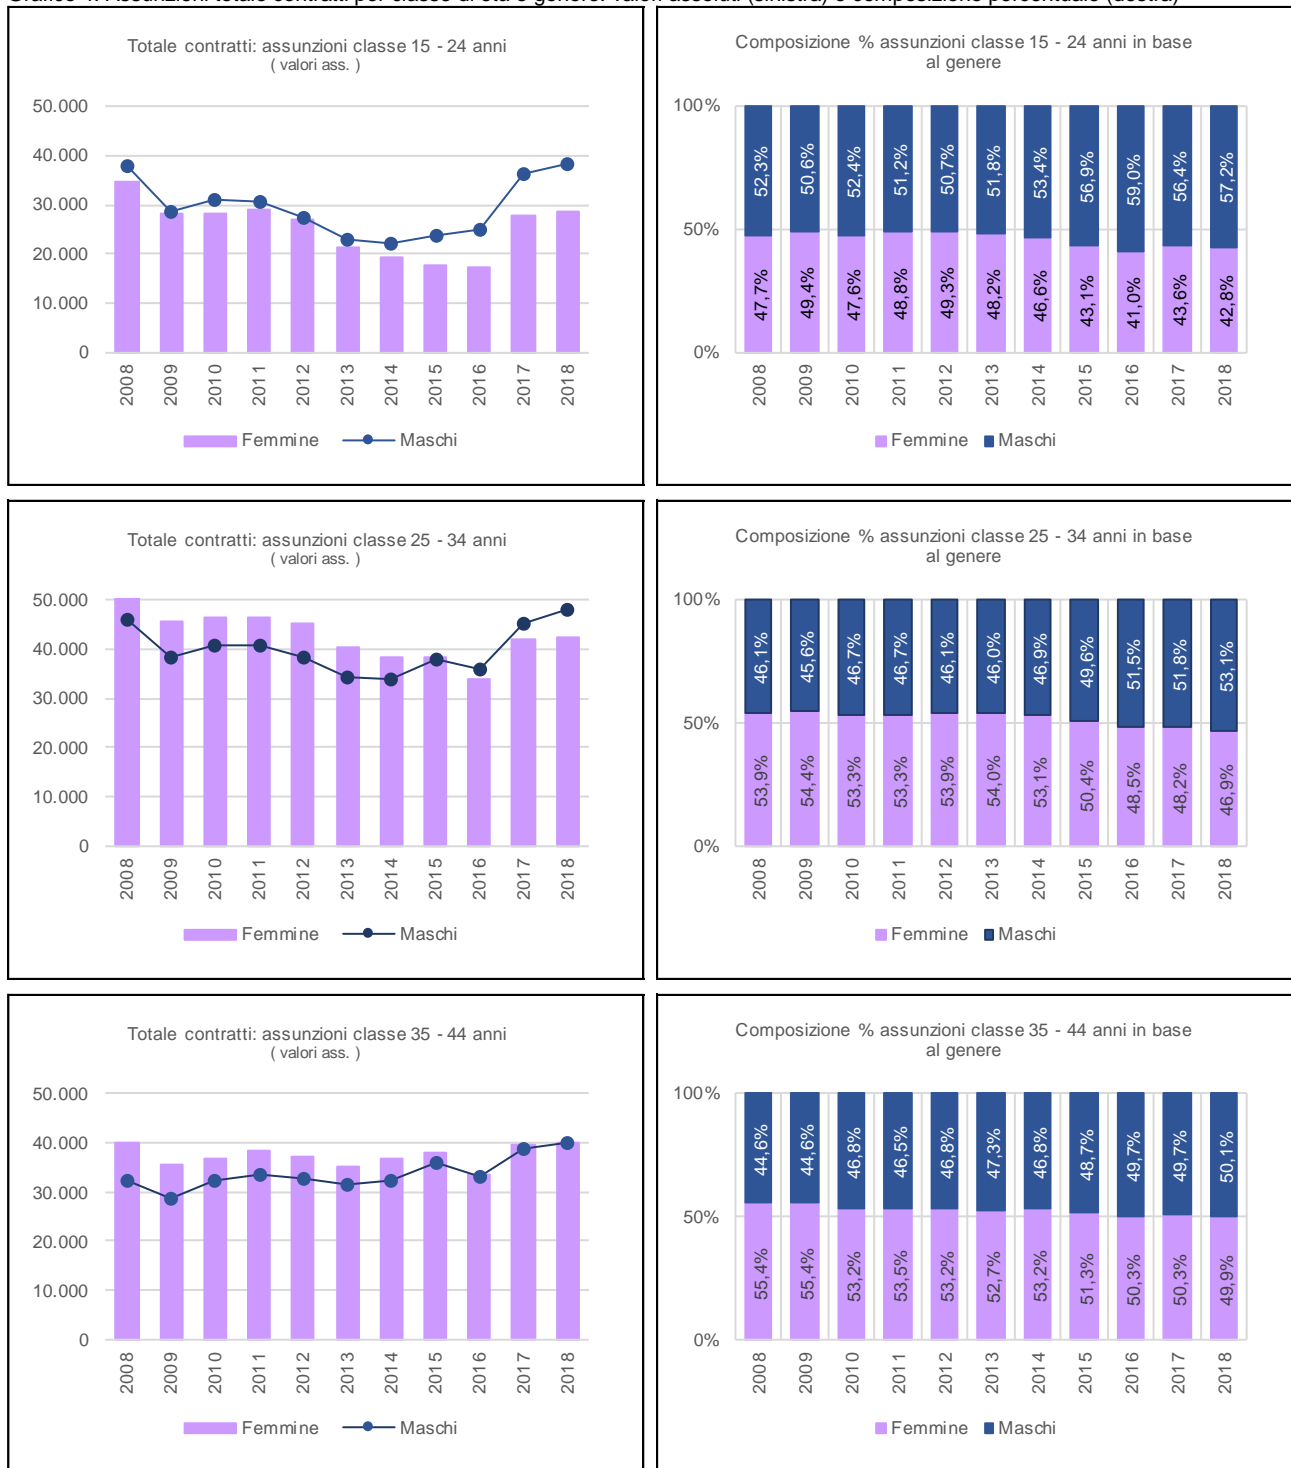 Totale contratti: assunzioni classe 15 - 24 anni
( valori ass. )
50.000
40.000
30.000
20.000
10.000
0
2008 2009 2010 2011 2012 2013 2014 2015 2016 2017 2018
Femmine Maschi
Composizione % assunzioni classe 15 - 24 anni in base
al genere
100%
50%
0%
52,3% 50,6% 52,4% 51,2% 50,7% 51,8% 53,4% 56,9% 59,0% 56,4% 57,2%
47,7% 49,4% 47,6% 48,8% 49,3% 48,2% 46,6% 43,1% 41,0% 43,6% 42,8%
2008 2009 2010 2011 2012 2013 2014 2015 2016 2017 2018
Femmine Maschi
Totale contratti: assunzioni classe 25 - 34 anni
( valori ass. )
50.000
40.000
30.000
20.000
10.000
0
2008 2009 2010 2011 2012 2013 2014 2015 2016 2017 2018
Femmine Maschi
Composizione % assunzioni classe 25 - 34 anni in base
al genere
100%
50%
0%
46,1% 45,6% 46,7% 46,7% 46,1% 46,0% 46,9% 49,6% 51,5% 51,8% 53,1%
53,9% 54,4% 53,3% 53,3% 53,9% 54,0% 53,1% 50,4% 48,5% 48,2% 46,9%
2008 2009 2010 2011 2012 2013 2014 2015 2016 2017 2018
Femmine Maschi
Totale contratti: assunzioni classe 35 - 44 anni
( valori ass. )
50.000
40.000
30.000
20.000
10.000
0
2008 2009 2010 2011 2012 2013 2014 2015 2016 2017 2018
Femmine Maschi
Composizione % assunzioni classe 35 - 44 anni in base
al genere
100%
50%
0%
44,6% 44,6% 46,8% 46,5% 46,8% 47,3% 46,8% 48,7% 49,7% 49,7% 50,1%
55,4% 55,4% 53,2% 53,5% 53,2% 52,7% 53,2% 51,3% 50,3% 50,3% 49,9%
2008 2009 2010 2011 2012 2013 2014 2015 2016 2017 2018
Femmine Maschi